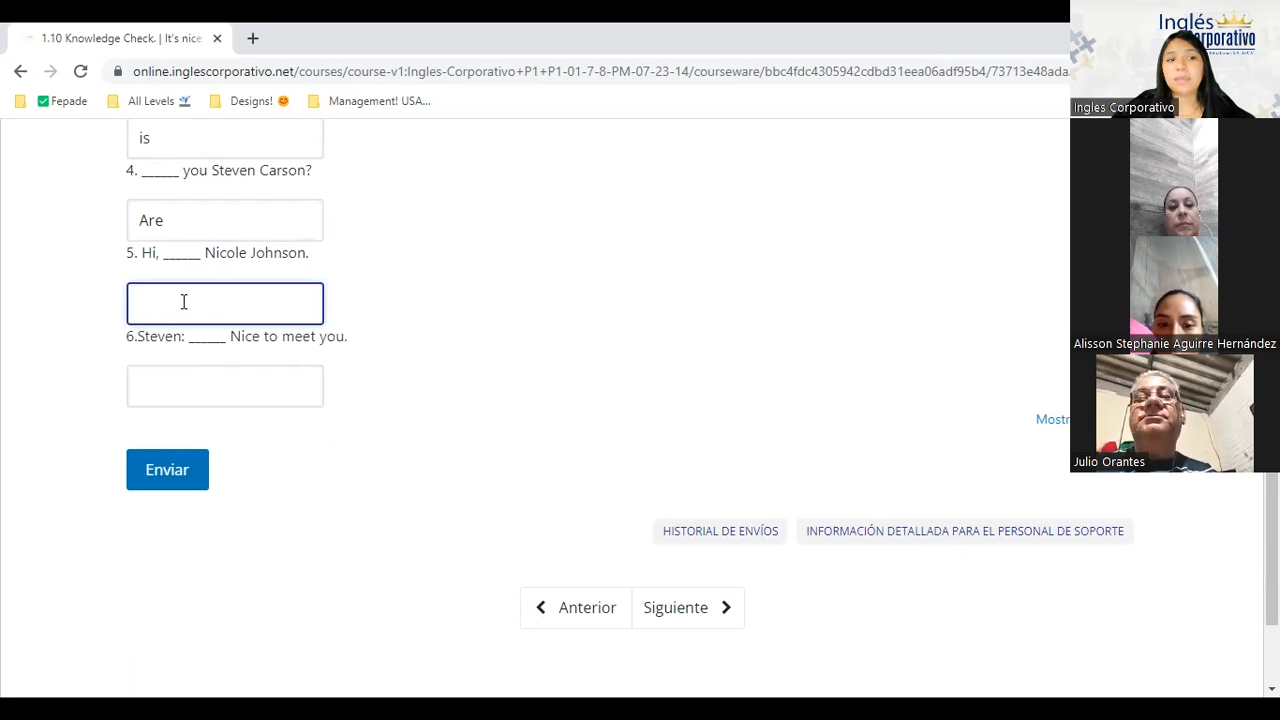 1.10 Knowledge Check. | It's nice
online.inglescorporativo.net/courses/course-v1:Ingles-Corporativo+P1+P1-01-7-8-PM-07-23-14/courseware/bbc4fdc4305942cdbd31eea06adf95b4/73713e48ada
Fepade
All Levels
Designs!
Management! USA...
Inglés
Corporativo
Ingles Corporativo
is
4. ______ you Steven Carson?
Are
5. Hi, ______ Nicole Johnson.
6.Steven: ______ Nice to meet you.
Alisson Stephanie Aguirre Hernández
Mostr
Julio Orantes
Enviar
HISTORIAL DE ENVÍOS
INFORMACIÓN DETALLADA PARA EL PERSONAL DE SOPORTE
Anterior
Siguiente